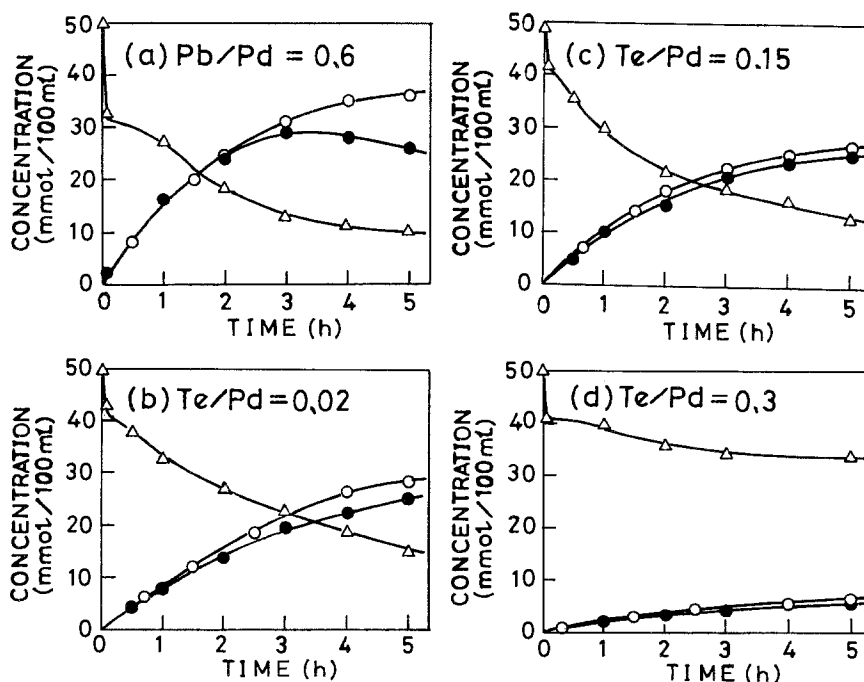 (a) Pb/Pd = 0.6
CONCENTRATION
(mmol/100ml)
50
40
30
20
10
0
0 1 2 3 4 5
TIME (h)
(c) Te/Pd = 0.15
CONCENTRATION
(mmol/100ml)
50
40
30
20
10
0
0 1 2 3 4 5
TIME (h)
(b) Te/Pd = 0.02
CONCENTRATION
(mmol/100ml)
50
40
30
20
10
0
0 1 2 3 4 5
TIME (h)
(d) Te/Pd = 0.3
CONCENTRATION
(mmol/100ml)
50
40
30
20
10
0
0 1 2 3 4 5
TIME (h)